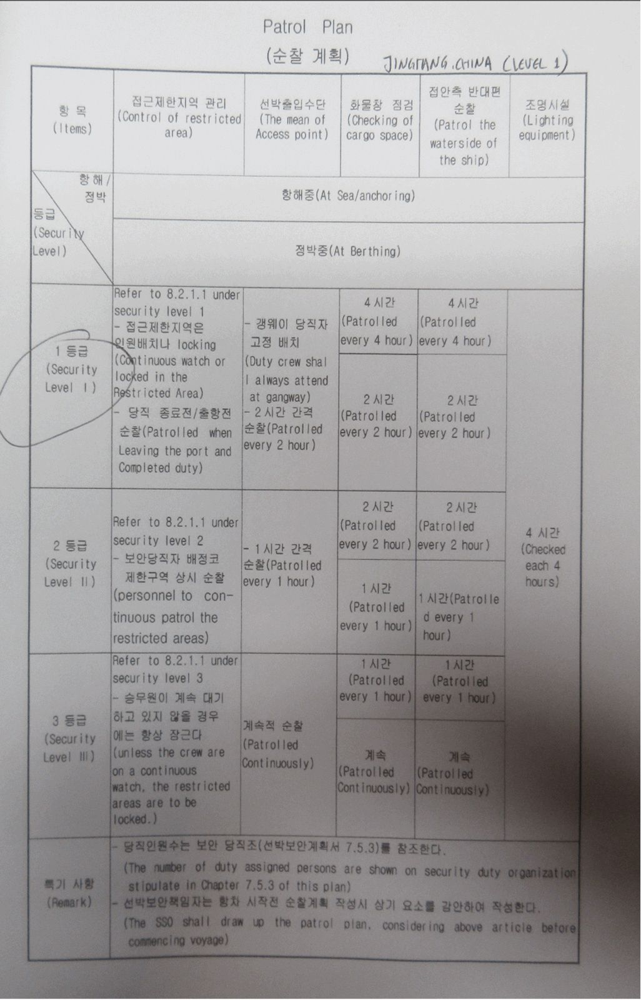 Patrol Plan
(순찰 계획)
JINGTANG. CHINA (LEVEL 1)
항 목
(Items)
접근제한지역 관리
(Control of restricted
area)
선박출입수단
(The mean of
Access point)
화물창 점검
(Checking of
cargo space)
접안측 반대편
순찰
(Patrol the
waterside of
the ship)
조명시설
(Lighting
equipment)
항해/
정박
등급
(Security
Level)
항해중(At Sea/anchoring)
정박중(At Berthing)
1 등급
(Security
Level I)
Refer to 8.2.1.1 under
security level 1
- 접근제한지역은
인원배치나 locking
(Continuous watch or
locked in the
Restricted Area)
- 당직 종료전/출항전
순찰(Patrolled when
Leaving the port and
Completed duty)
- 갱웨이 당직자
고정 배치
(Duty crew shal
l always attend
at gangway)
- 2시간 간격
순찰(Patrolled
every 2 hour)
4시간
(Patrolled
every 4 hour)
4시간
(Patrolled
every 4 hour)
2시간
(Patrolled
every 2 hour)
2시간
(Patrolled
every 2 hour)
2 등급
(Security
Level II)
Refer to 8.2.1.1 under
security level 2
- 보안당직자 배정코
제한구역 상시 순찰
(personnel to con-
tinuous patrol the
restricted areas)
- 1시간 간격
순찰(Patrolled
every 1 hour)
2시간
(Patrolled
every 2 hour)
2시간
(Patrolled
every 2 hour)
1시간
(Patrolled
every 1 hour)
1시간(Patrolle
d every 1
hour)
4 시간
(Checked
each 4
hours)
3 등급
(Security
Level III)
Refer to 8.2.1.1 under
security level 3
- 승무원이 계속 대기
하고 있지 않을 경우
에는 항상 잠근다
(unless the crew are
on a continuous
watch, the restricted
areas are to be
locked.)
계속적 순찰
(Patrolled
Continuously)
1시간
(Patrolled
every 1 hour)
1시간
(Patrolled
every 1 hour)
계속
(Patrolled
Continuously)
계속
(Patrolled
Continuously)
특기 사항
(Remark)
- 당직인원수는 보안 당직조(선박보안계획서 7.5.3)를 참조한다.
(The number of duty assigned persons are shown on security duty organization
stipulate in Chapter 7.5.3 of this plan)
- 선박보안책임자는 항차 시작전 순찰계획 작성시 상기 요소를 감안하여 작성한다.
(The SSO shall draw up the patrol plan, considering above article before
commencing voyage)